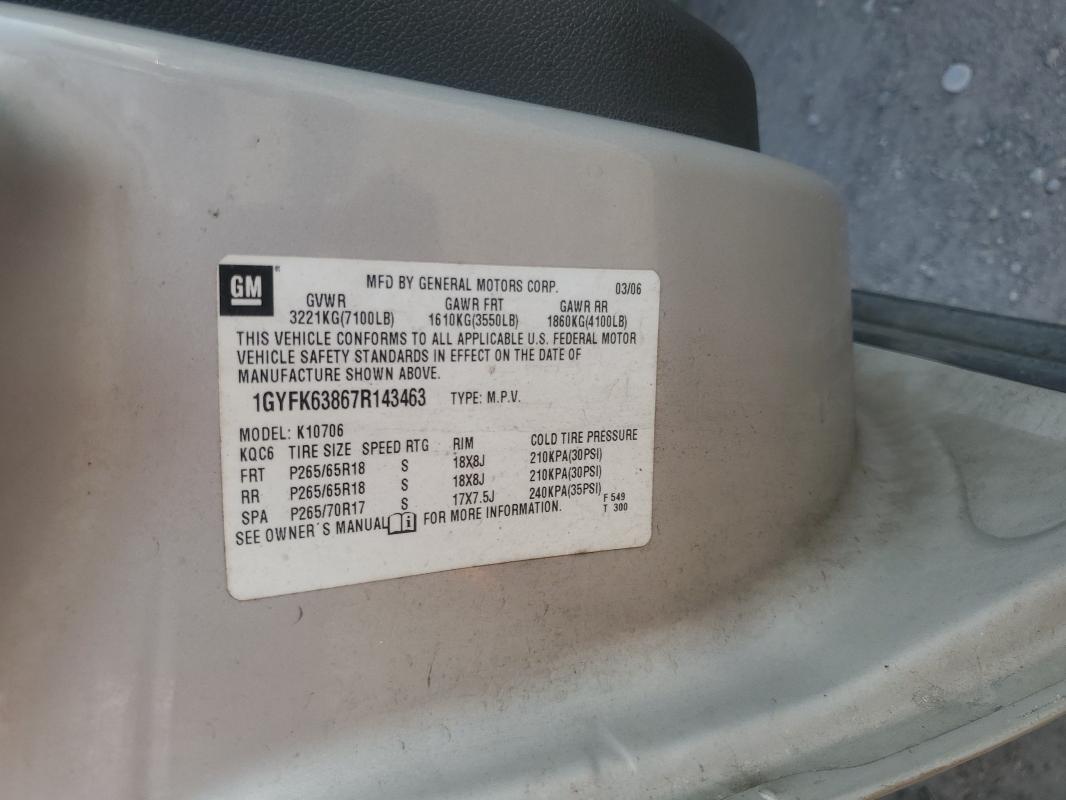 GM MFD BY GENERAL MOTORS CORP. 03/06
GVWR GAWR FRT GAWR RR
3221KG(7100LB) 1610KG(3550LB) 1860KG(4100LB)
THIS VEHICLE CONFORMS TO ALL APPLICABLE U.S. FEDERAL MOTOR
VEHICLE SAFETY STANDARDS IN EFFECT ON THE DATE OF
MANUFACTURE SHOWN ABOVE.
1GYFK63867R143463 TYPE: M.P.V.
MODEL: K10706
KQC6 TIRE SIZE SPEED RTG RIM COLD TIRE PRESSURE
FRT P265/65R18 S 18X8J 210KPA(30PSI)
RR P265/65R18 S 18X8J 210KPA(30PSI)
SPA P265/70R17 S 17X7.5J 240KPA(35PSI) F 549
SEE OWNER'S MANUAL FOR MORE INFORMATION. T 300